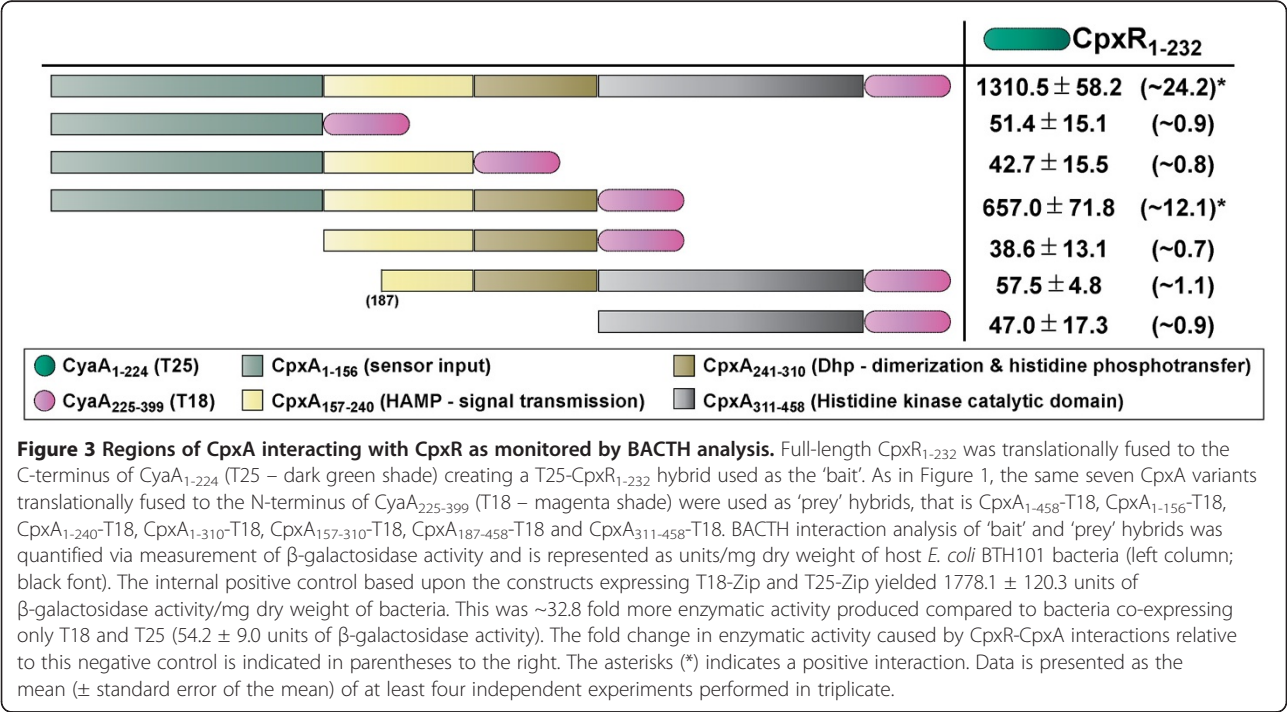 CpxR1-232
1310.5 ± 58.2 (~24.2)*
51.4 ± 15.1 (~0.9)
42.7 ± 15.5 (~0.8)
657.0 ± 71.8 (~12.1)*
38.6 ± 13.1 (~0.7)
57.5 ± 4.8 (~1.1)
(187)
47.0 ± 17.3 (~0.9)
CyaA1-224 (T25) CpxA1-156 (sensor input) CpxA241-310 (Dhp - dimerization & histidine phosphotransfer)
CyaA225-399 (T18) CpxA157-240 (HAMP - signal transmission) CpxA311-458 (Histidine kinase catalytic domain)
Figure 3 Regions of CpxA interacting with CpxR as monitored by BACTH analysis. Full-length CpxR1-232 was translationally fused to the
C-terminus of CyaA1-224 (T25 – dark green shade) creating a T25-CpxR1-232 hybrid used as the ‘bait’. As in Figure 1, the same seven CpxA variants
translationally fused to the N-terminus of CyaA225-399 (T18 – magenta shade) were used as ‘prey’ hybrids, that is CpxA1-458-T18, CpxA1-156-T18,
CpxA1-240-T18, CpxA1-310-T18, CpxA157-310-T18, CpxA187-458-T18 and CpxA311-458-T18. BACTH interaction analysis of ‘bait’ and ‘prey’ hybrids was
quantified via measurement of β-galactosidase activity and is represented as units/mg dry weight of host E. coli BTH101 bacteria (left column;
black font). The internal positive control based upon the constructs expressing T18-Zip and T25-Zip yielded 1778.1 ± 120.3 units of
β-galactosidase activity/mg dry weight of bacteria. This was ~32.8 fold more enzymatic activity produced compared to bacteria co-expressing
only T18 and T25 (54.2 ± 9.0 units of β-galactosidase activity). The fold change in enzymatic activity caused by CpxR-CpxA interactions relative
to this negative control is indicated in parentheses to the right. The asterisks (*) indicates a positive interaction. Data is presented as the
mean (± standard error of the mean) of at least four independent experiments performed in triplicate.